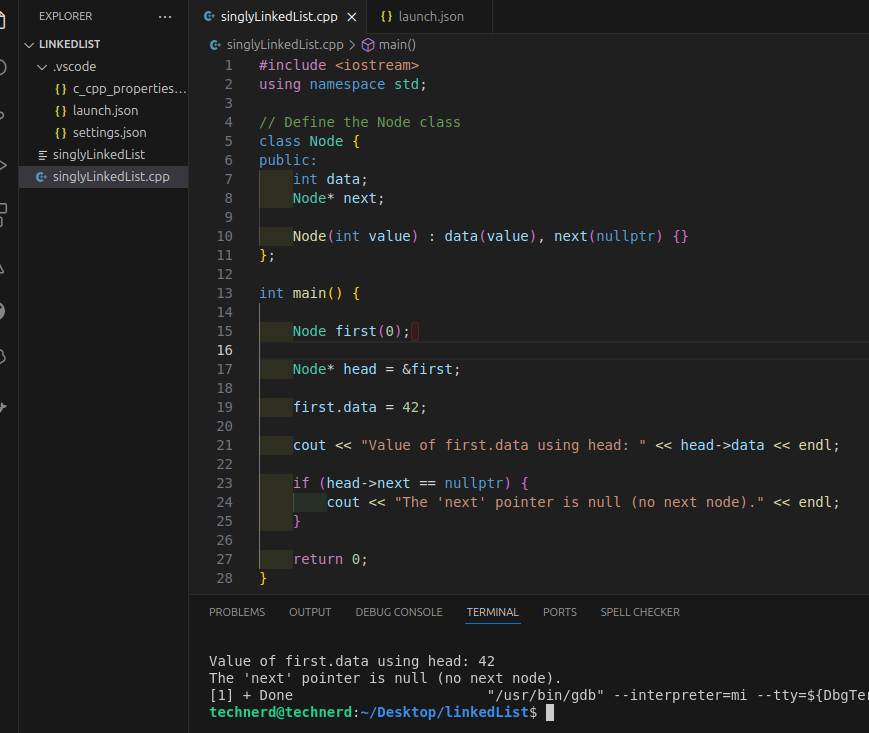 EXPLORER ...
LINKEDLIST
.vscode
{} c_cpp_properties...
{} launch.json
{} settings.json
singlyLinkedList
singlyLinkedList.cpp
singlyLinkedList.cpp × {} launch.json
singlyLinkedList.cpp > main()
1 #include <iostream>
2 using namespace std;
3
4 // Define the Node class
5 class Node {
6 public:
7     int data;
8     Node* next;
9
10     Node(int value) : data(value), next(nullptr) {}
11 };
12
13 int main() {
14
15     Node first(0);
16
17     Node* head = &first;
18
19     first.data = 42;
20
21     cout << "Value of first.data using head: " << head->data << endl;
22
23     if (head->next == nullptr) {
24         cout << "The 'next' pointer is null (no next node)." << endl;
25     }
26
27     return 0;
28 }
PROBLEMS OUTPUT DEBUG CONSOLE TERMINAL PORTS SPELL CHECKER
Value of first.data using head: 42
The 'next' pointer is null (no next node).
[1] + Done                       "/usr/bin/gdb" --interpreter=mi --tty=${DbgTer
technerd@technerd:~/Desktop/linkedList$